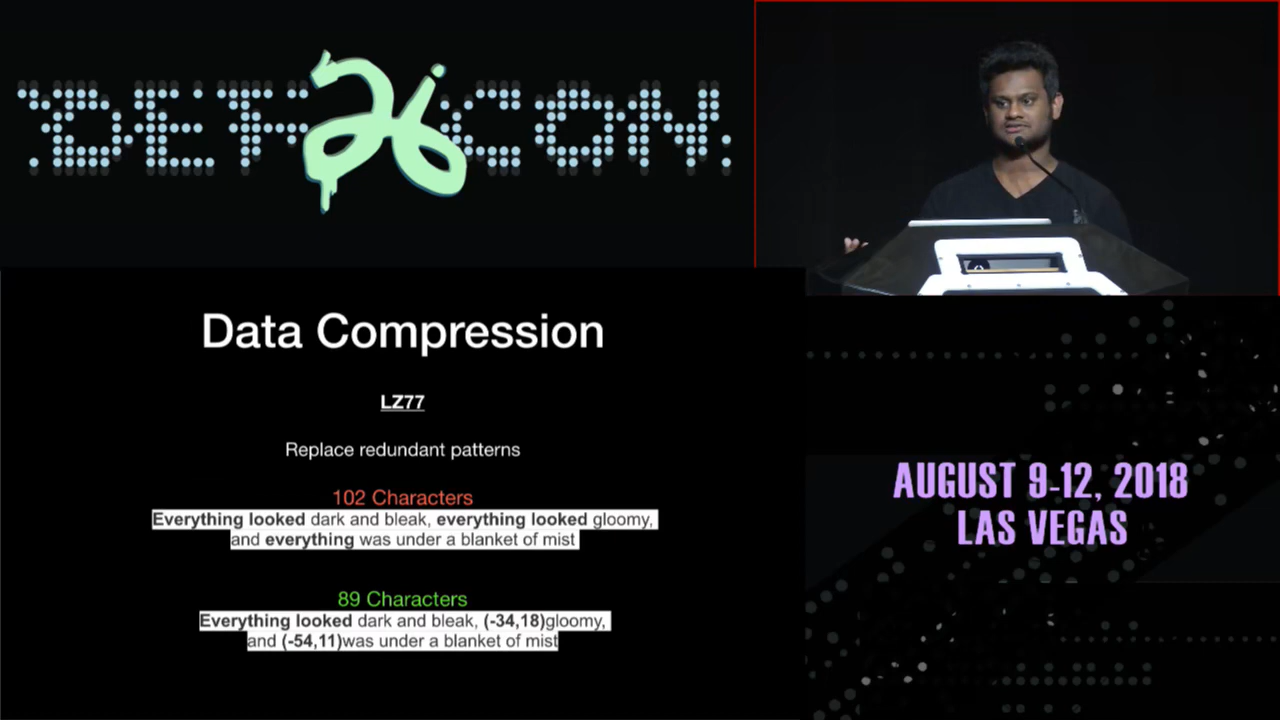 DEF 26 CON
Data Compression
LZ77
Replace redundant patterns
102 Characters
Everything looked dark and bleak, everything looked gloomy,
and everything was under a blanket of mist
89 Characters
Everything looked dark and bleak, (-34,18)gloomy,
and (-54,11)was under a blanket of mist
AUGUST 9-12, 2018
LAS VEGAS